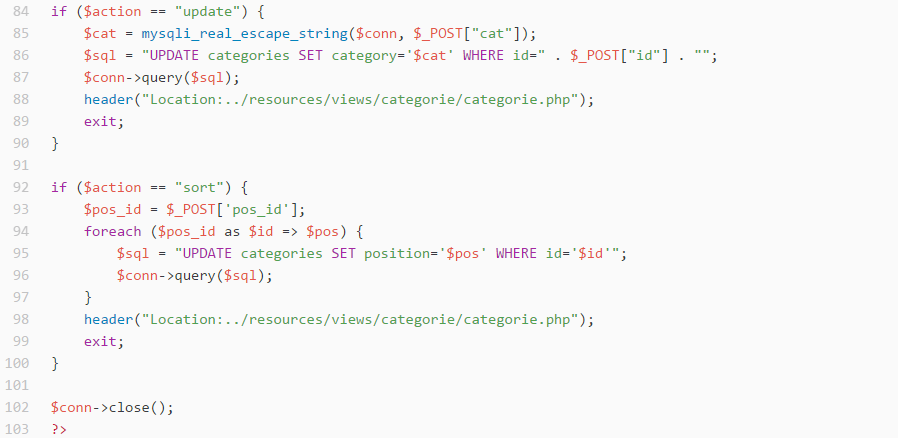 84 if ($action == "update") {
85     $cat = mysqli_real_escape_string($conn, $_POST["cat"]);
86     $sql = "UPDATE categories SET category='$cat' WHERE id=" . $_POST["id"] . "";
87     $conn->query($sql);
88     header("Location:../resources/views/categorie/categorie.php");
89     exit;
90 }
91
92 if ($action == "sort") {
93     $pos_id = $_POST['pos_id'];
94     foreach ($pos_id as $id => $pos) {
95         $sql = "UPDATE categories SET position='$pos' WHERE id='$id'";
96         $conn->query($sql);
97     }
98     header("Location:../resources/views/categorie/categorie.php");
99     exit;
100 }
101
102 $conn->close();
103 ?>